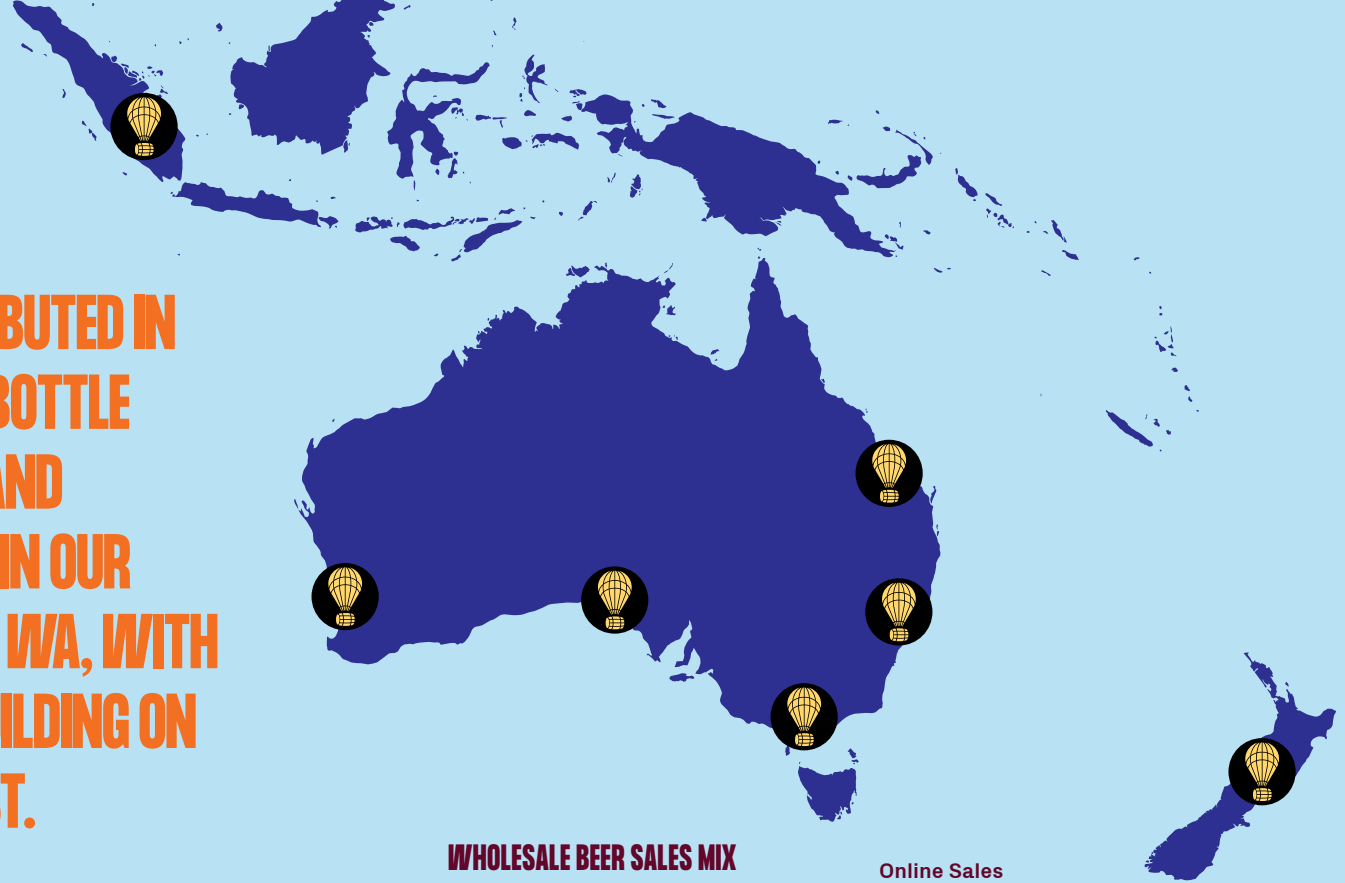 BUTED IN
BOTTLE
AND
IN OUR
WA, WITH
ILDING ON
T.
WHOLESALE BEER SALES MIX
Online Sales